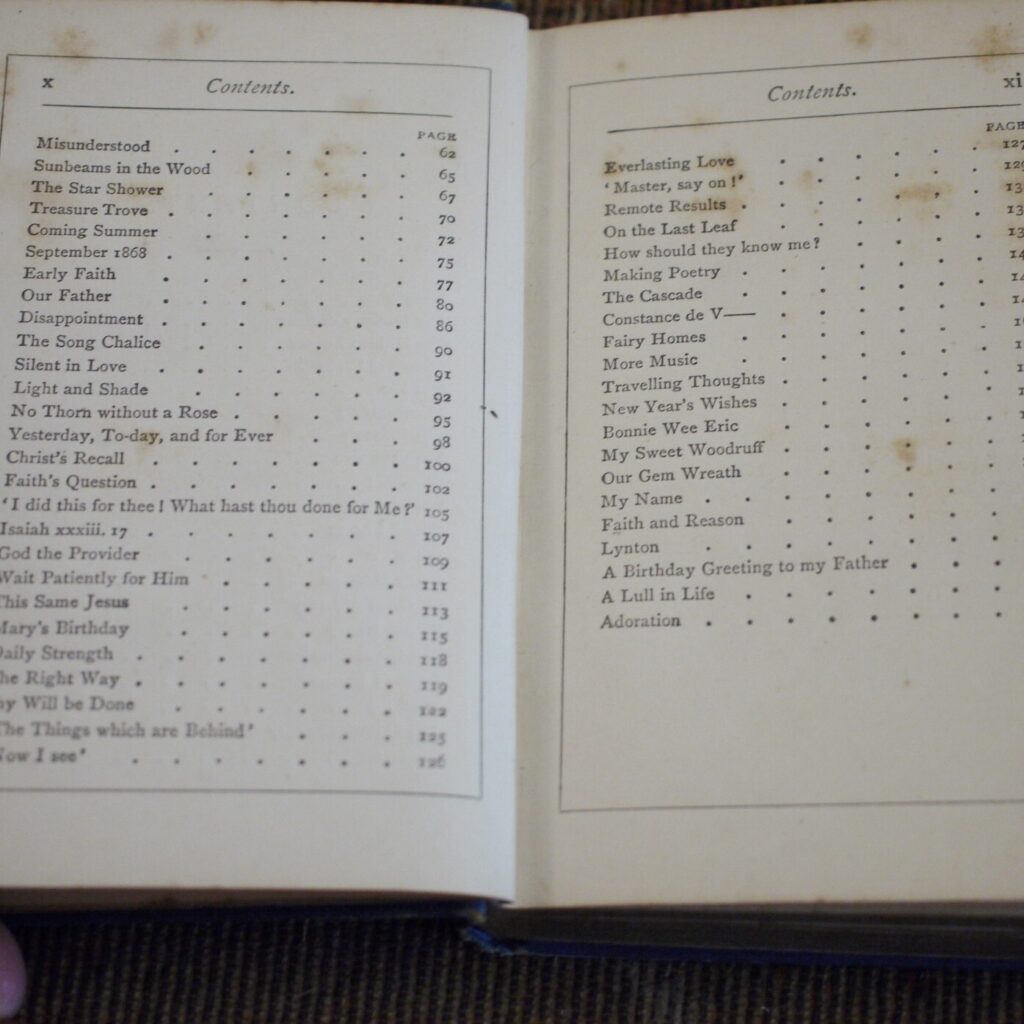 x Contents.
PAGE
Misunderstood 62
Sunbeams in the Wood 65
The Star Shower 67
Treasure Trove 70
Coming Summer 72
September 1868 75
Early Faith 77
Our Father 80
Disappointment 86
The Song Chalice 90
Silent in Love 91
Light and Shade 92
No Thorn without a Rose 95
Yesterday, To-day, and for Ever 98
Christ's Recall 100
Faith's Question 102
'I did this for thee! What hast thou done for Me?' 105
Isaiah xxxiii. 17 107
God the Provider 109
Wait Patiently for Him 111
This Same Jesus 113
Mary's Birthday 115
Daily Strength 118
he Right Way 119
hy Will be Done 122
The Things which are Behind' 125
Now I see' 126
Contents. xi
PAGE
Everlasting Love 127
'Master, say on!' 129
Remote Results
On the Last Leaf
How should they know me?
Making Poetry
The Cascade
Constance de V——
Fairy Homes
More Music
Travelling Thoughts
New Year's Wishes
Bonnie Wee Eric
My Sweet Woodruff
Our Gem Wreath
My Name
Faith and Reason
Lynton
A Birthday Greeting to my Father
A Lull in Life
Adoration